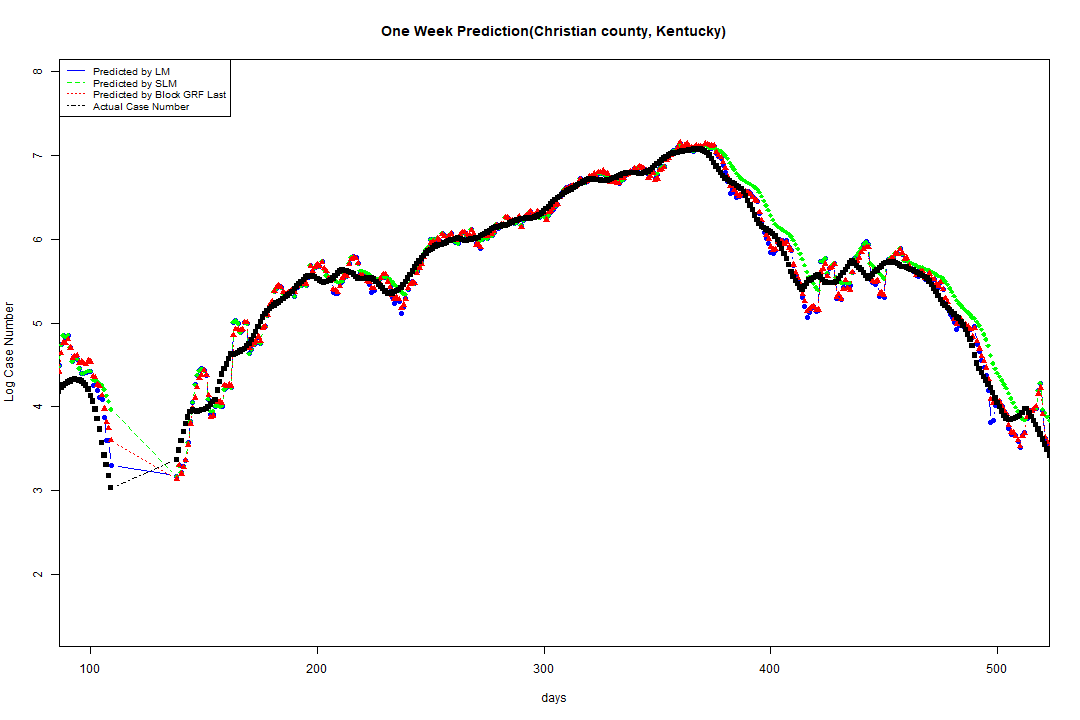 One Week Prediction(Christian county, Kentucky)
Predicted by LM
Predicted by SLM
Predicted by Block GRF Last
Actual Case Number
8
7
6
5
4
3
2
Log Case Number
100 200 300 400 500
days